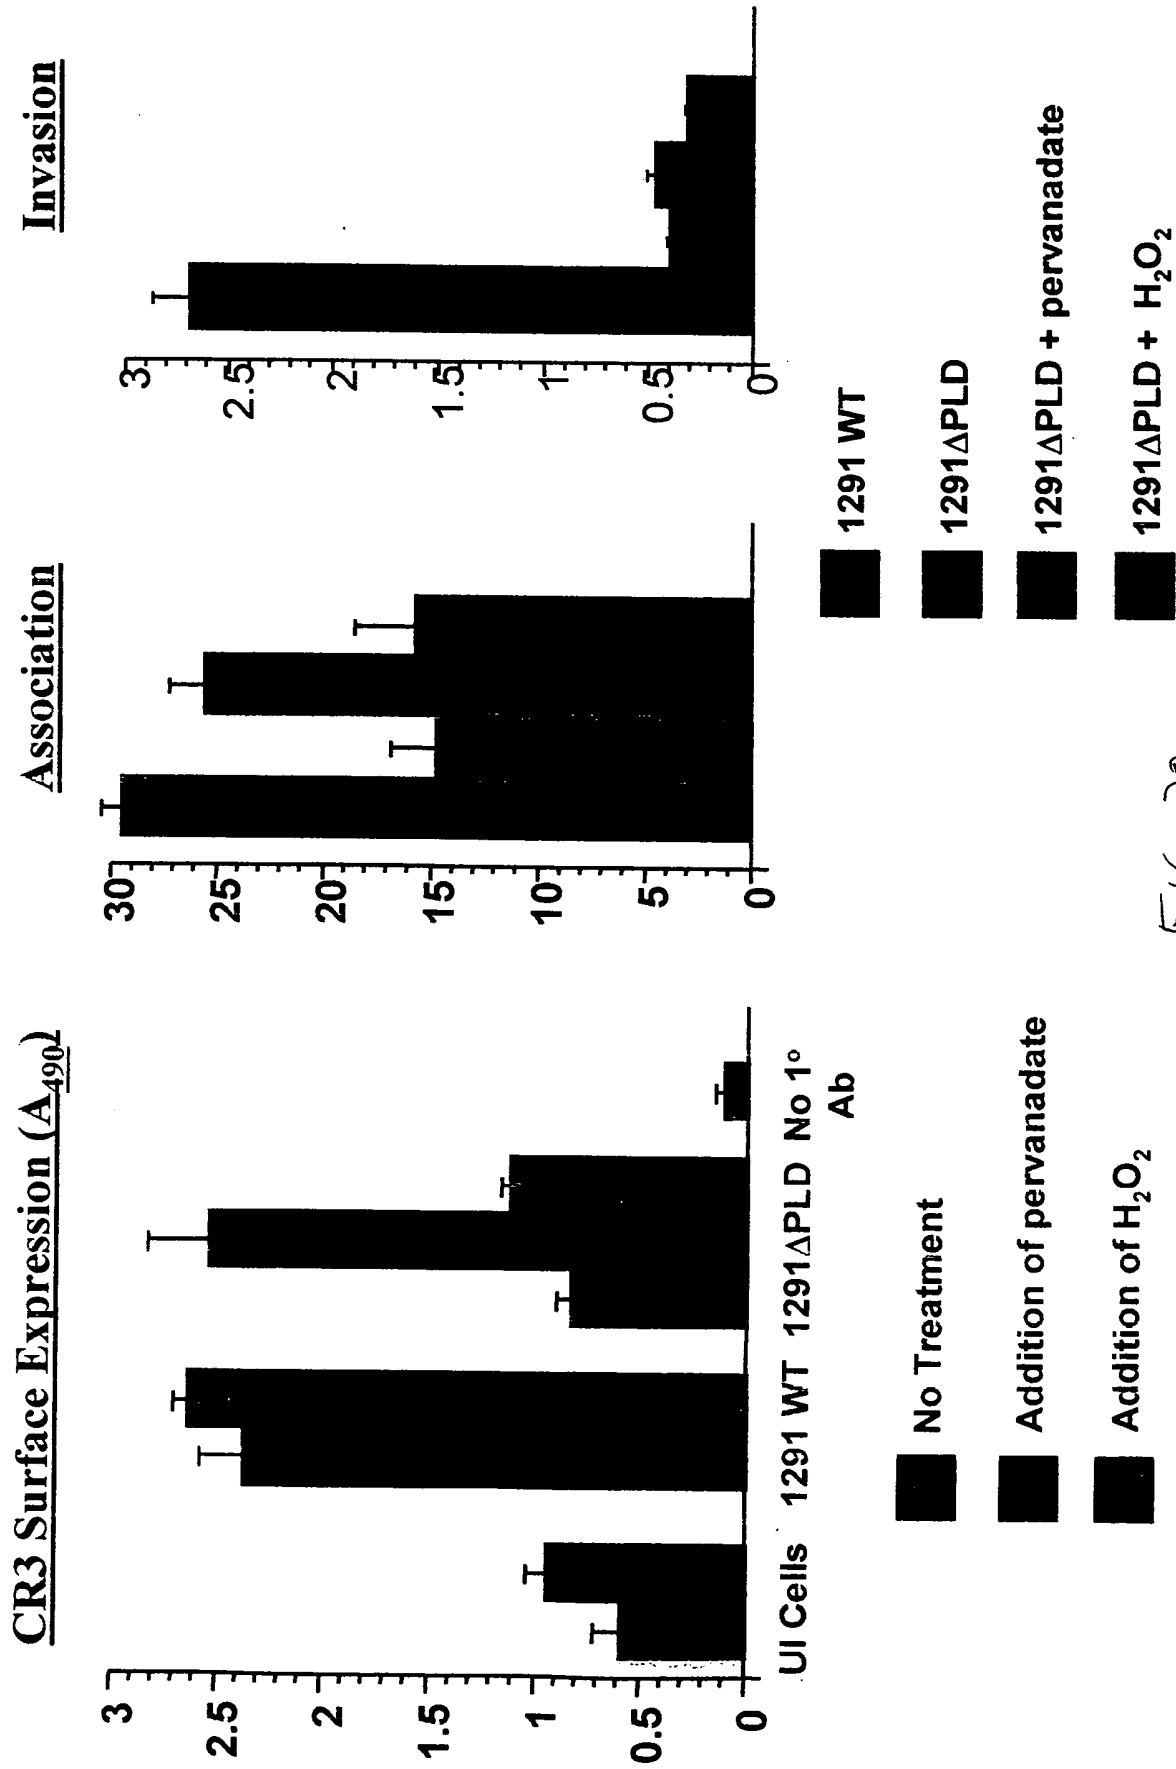 CR3 Surface Expression (A490)
3
2.5
2
1.5
1
0.5
0
UI Cells 1291 WT 1291ΔPLD No 1º
Ab
No Treatment
Addition of pervanadate
Addition of H2O2
Association
30
25
20
15
10
5
0
Invasion
3
2.5
2
1.5
1
0.5
0
1291 WT
1291ΔPLD
1291ΔPLD + pervanadate
1291ΔPLD + H2O2